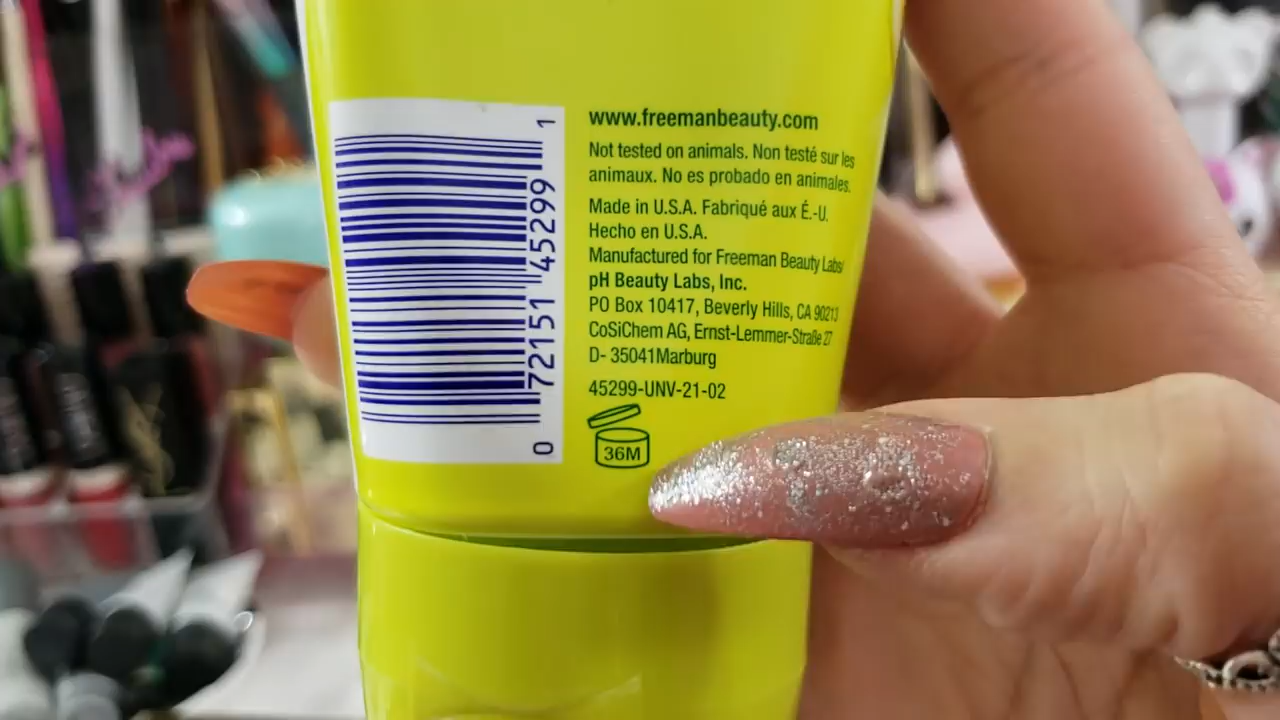 www.freemanbeauty.com
Not tested on animals. Non testé sur les
animaux. No es probado en animales.
Made in U.S.A. Fabriqué aux É.-U.
Hecho en U.S.A.
Manufactured for Freeman Beauty Labs
pH Beauty Labs, Inc.
PO Box 10417, Beverly Hills, CA 90213
CoSiChem AG, Ernst-Lemmer-Straße 27
D- 35041Marburg
45299-UNV-21-02
36M
0 72151 45299 1